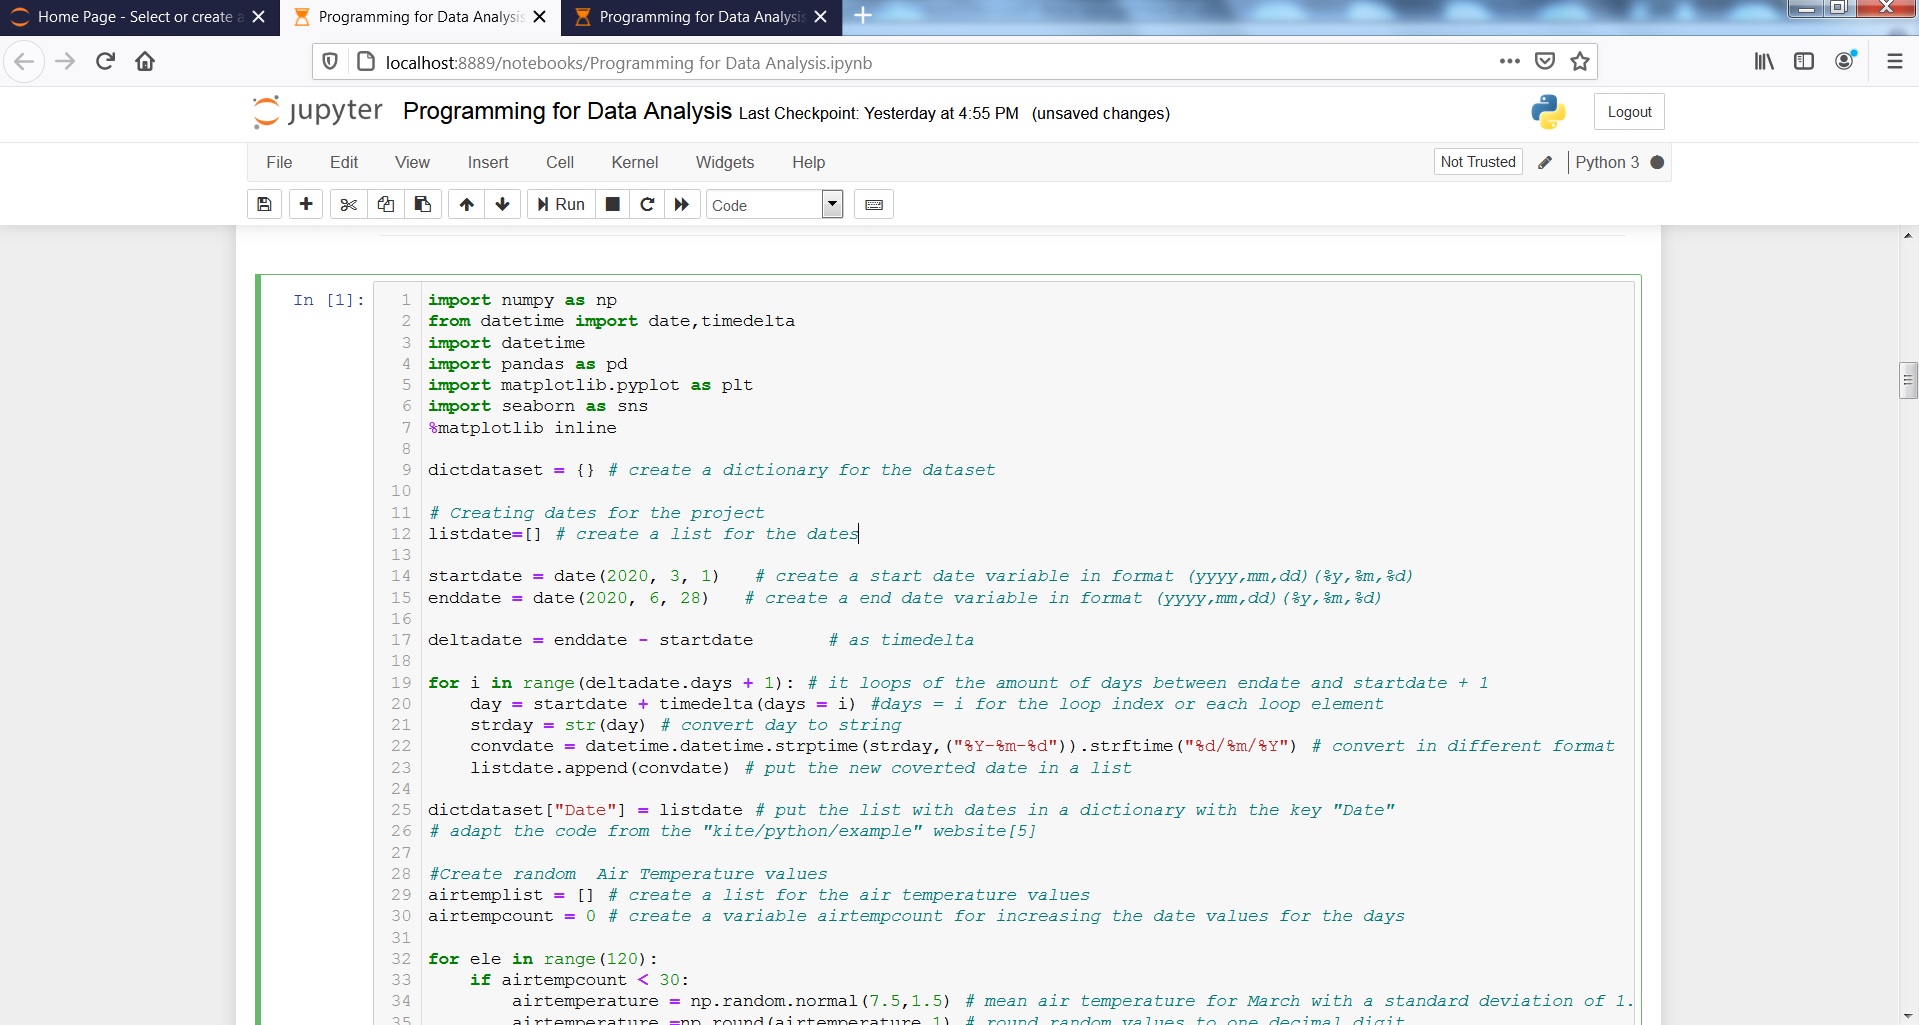 Home Page - Select or create a
Programming for Data Analysis
Programming for Data Analysis
localhost:8889/notebooks/Programming for Data Analysis.ipynb
jupyter Programming for Data Analysis Last Checkpoint: Yesterday at 4:55 PM (unsaved changes)
Logout
File Edit View Insert Cell Kernel Widgets Help
Not Trusted Python 3
Run Code
In [1]:
1 import numpy as np
2 from datetime import date,timedelta
3 import datetime
4 import pandas as pd
5 import matplotlib.pyplot as plt
6 import seaborn as sns
7 %matplotlib inline
8
9 dictdataset = {} # create a dictionary for the dataset
10
11 # Creating dates for the project
12 listdate=[] # create a list for the dates
13
14 startdate = date(2020, 3, 1) # create a start date variable in format (yyyy,mm,dd)(%y,%m,%d)
15 enddate = date(2020, 6, 28) # create a end date variable in format (yyyy,mm,dd)(%y,%m,%d)
16
17 deltadate = enddate - startdate # as timedelta
18
19 for i in range(deltadate.days + 1): # it loops of the amount of days between endate and startdate + 1
20 day = startdate + timedelta(days = i) #days = i for the loop index or each loop element
21 strday = str(day) # convert day to string
22 convdate = datetime.datetime.strptime(strday,("%Y-%m-%d")).strftime("%d/%m/%Y") # convert in different format
23 listdate.append(convdate) # put the new coverted date in a list
24
25 dictdataset["Date"] = listdate # put the list with dates in a dictionary with the key "Date"
26 # adapt the code from the "kite/python/example" website[5]
27
28 #Create random  Air Temperature values
29 airtemplist = [] # create a list for the air temperature values
30 airtempcount = 0 # create a variable airtempcount for increasing the date values for the days
31
32 for ele in range(120):
33 if airtempcount < 30:
34 airtemperature = np.random.normal(7.5,1.5) # mean air temperature for March with a standard deviation of 1.
35 airtemperature =np.round(airtemperature,1) # round random values to one decimal digit